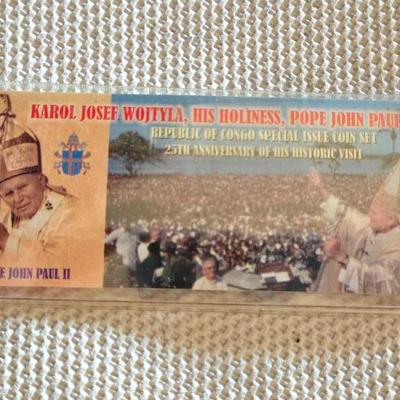 KAROL JOSEF WOJTYLA, HIS HOLINESS, POPE JOHN PAUL
REPUBLIC OF CONGO SPECIAL ISSUE COIN SET
25TH ANNIVERSARY OF HIS HISTORIC VISIT
E JOHN PAUL II